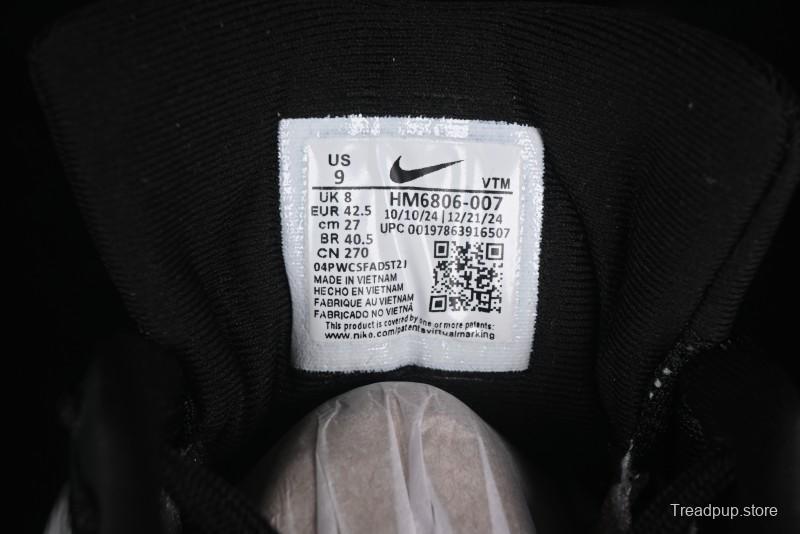 US
9
VTM
UK 8
EUR 42.5
cm 27
BR 40.5
CN 270
HM6806-007
10/10/24 | 12/21/24
UPC 00197863916507
04PWCSFAD5T2J
MADE IN VIETNAM
HECHO EN VIETNAM
FABRIQUE AU VIETNAM
FABRICADO NO VIETNÃ
This product is covered by one or more patents:
www.niko.com/patentsvirtualmarking
Treadpup.store